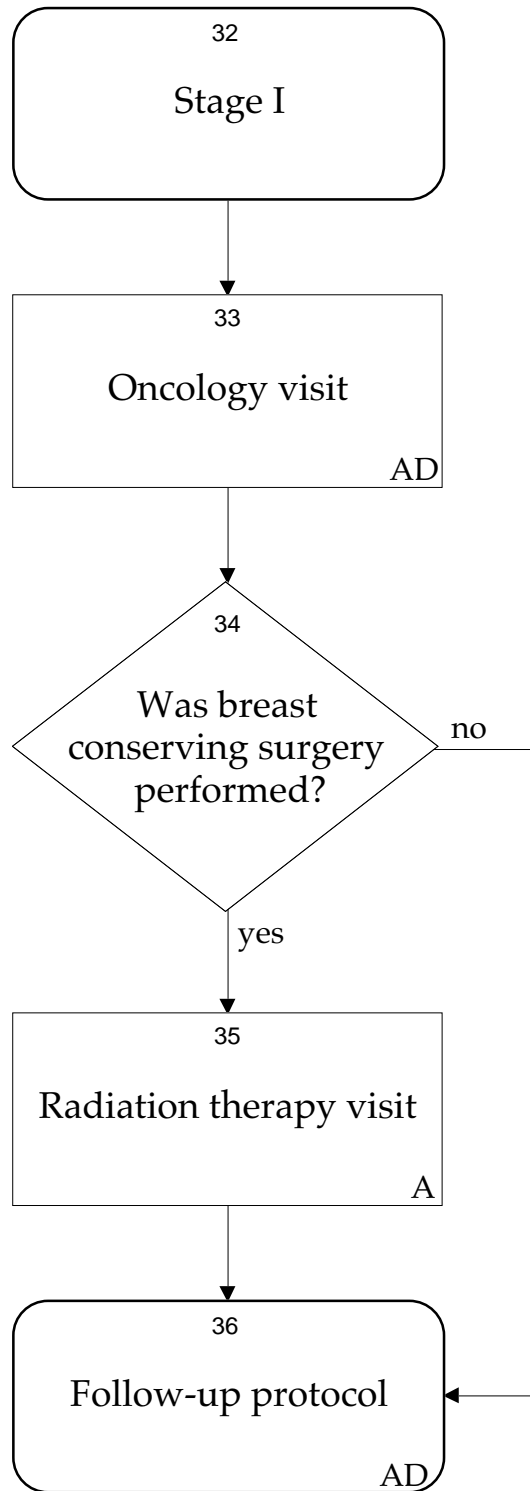 32
Stage I
33
Oncology visit
AD
34
Was breast
conserving surgery
performed?
no
yes
35
Radiation therapy visit
A
36
Follow-up protocol
AD